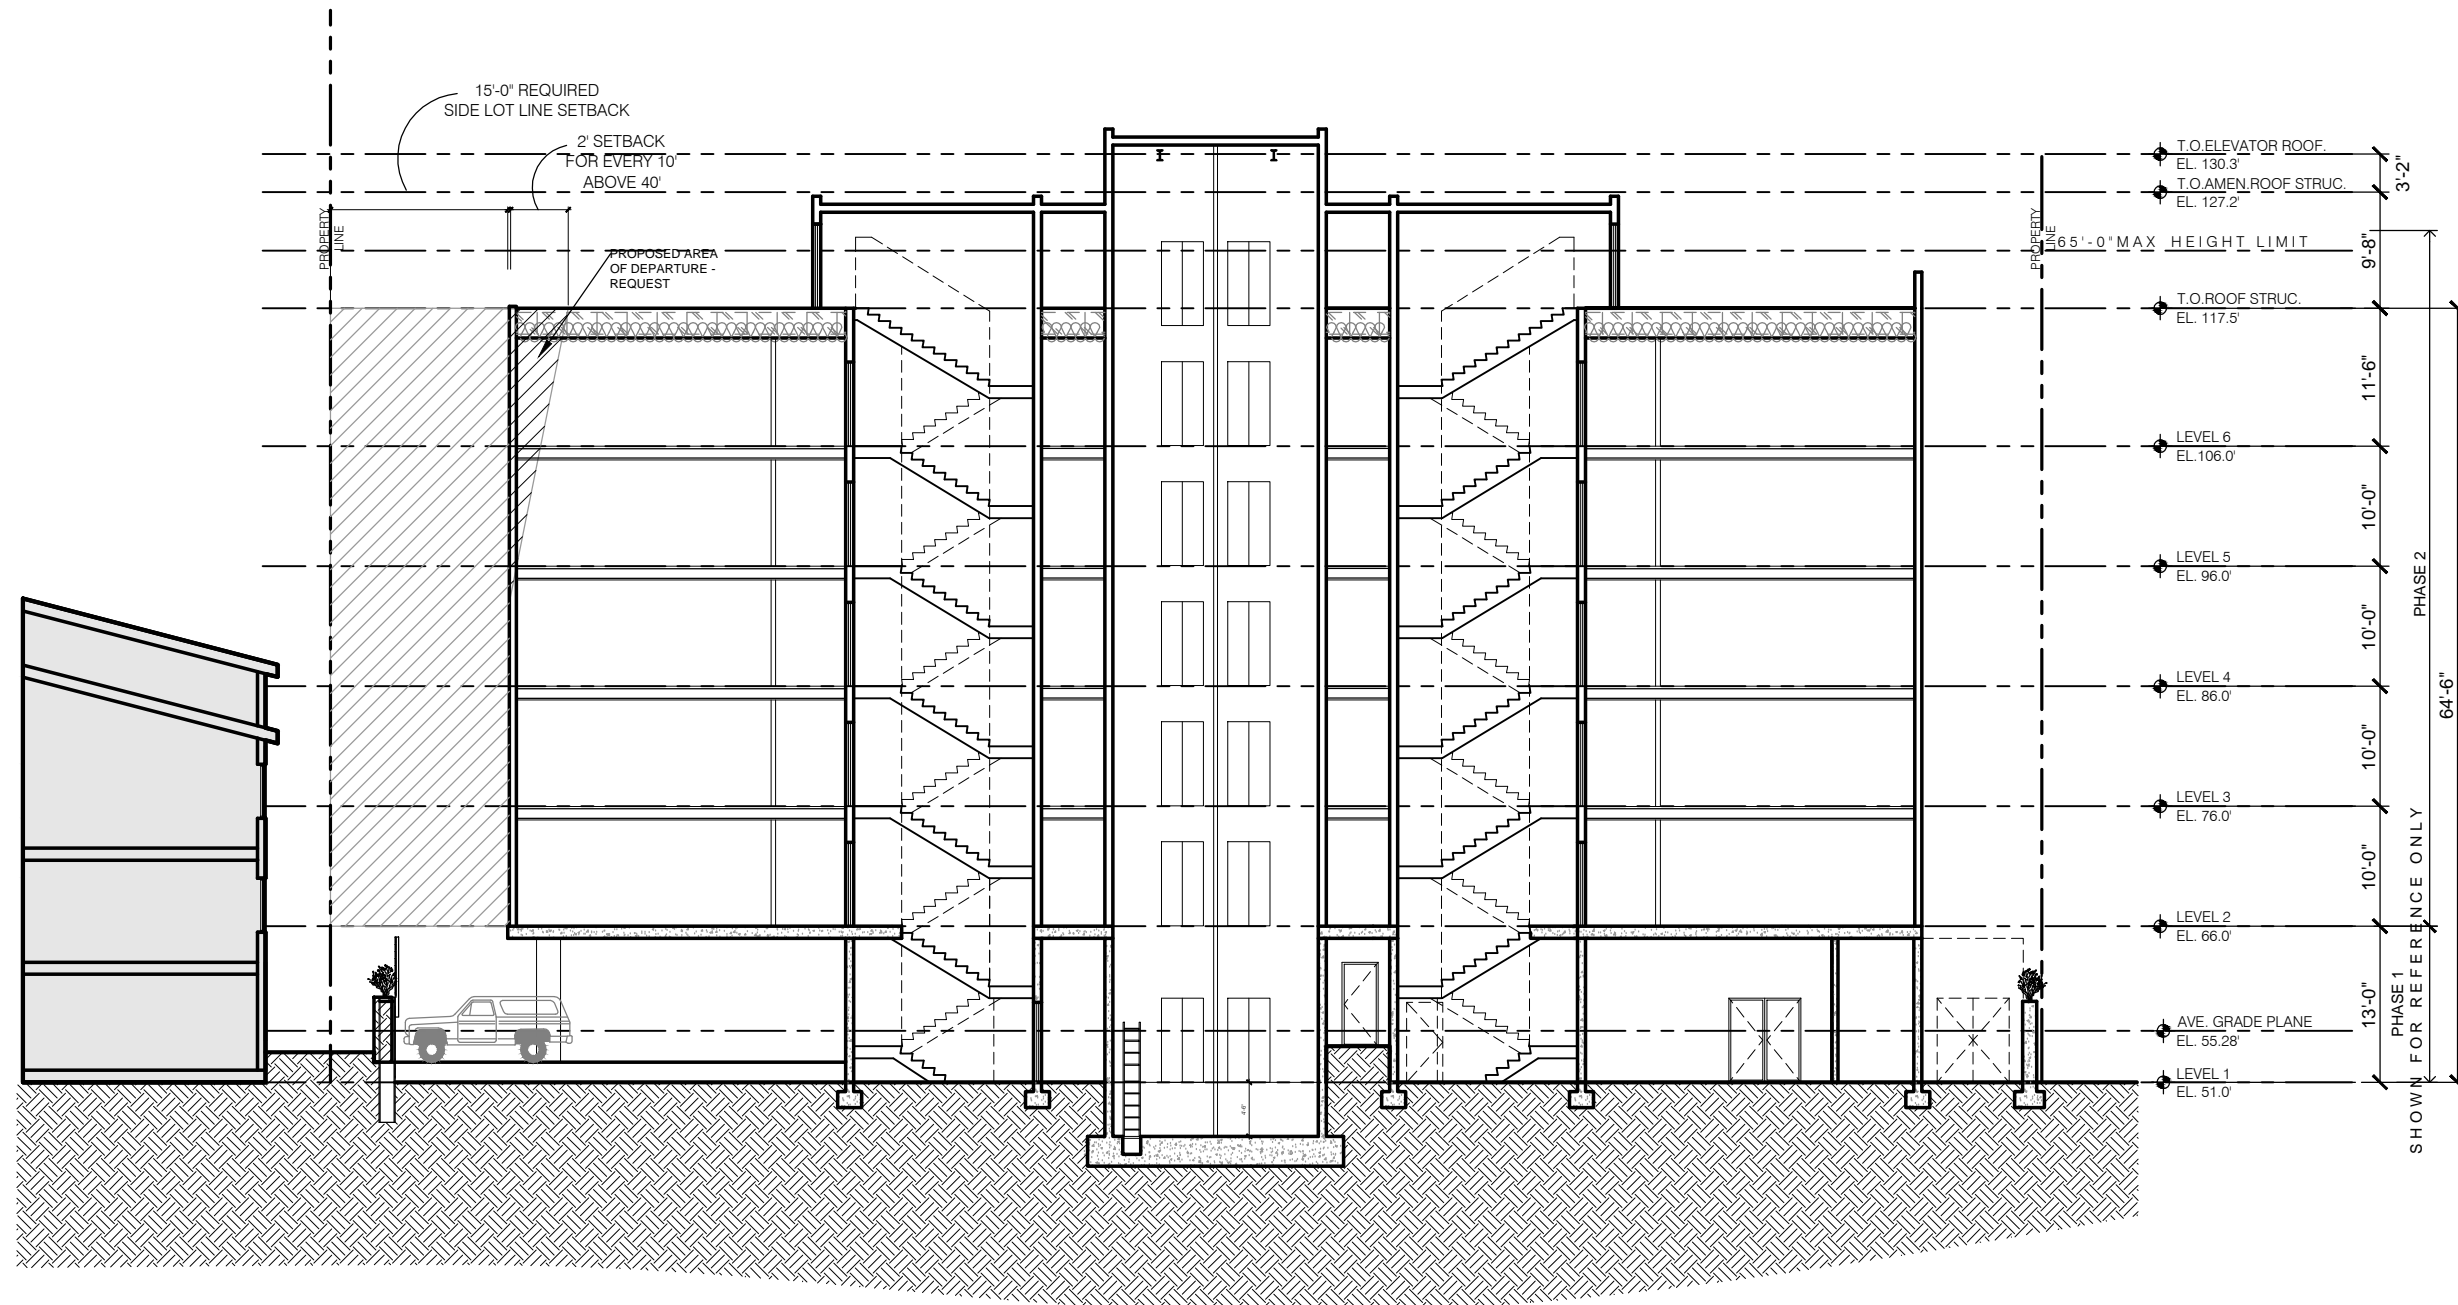 15'-0" REQUIRED
SIDE LOT LINE SETBACK
2' SETBACK
FOR EVERY 10'
ABOVE 40'
PROPERTY
LINE
PROPOSED AREA
OF DEPARTURE -
REQUEST
PROPERTY
LINE
T.O.ELEVATOR ROOF.
EL. 130.3'
3'-2"
T.O.AMEN.ROOF STRUC.
EL. 127.2'
65'-0"MAX HEIGHT LIMIT
9'-8"
T.O.ROOF STRUC.
EL. 117.5'
11'-6"
LEVEL 6
EL.106.0'
10'-0"
LEVEL 5
EL. 96.0'
10'-0"
PHASE 2
LEVEL 4
EL. 86.0'
64'-6"
10'-0"
LEVEL 3
EL. 76.0'
10'-0"
LEVEL 2
EL. 66.0'
13'-0"
PHASE 1
SHOWN FOR REFERENCE ONLY
AVE. GRADE PLANE
EL. 55.28'
LEVEL 1
EL. 51.0'